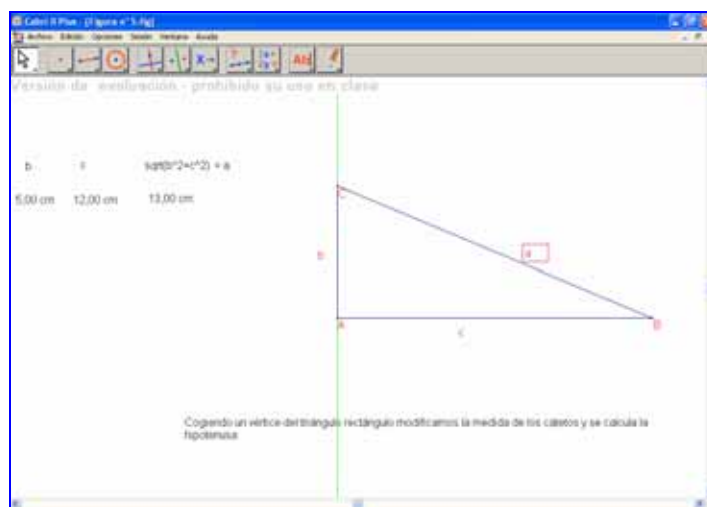 Cabri II Plus - [Figura nº 5.fig]
Archivo Edición Opciones Sesión Ventana Ayuda
Versión de evaluación - prohibido su uso en clase
b c sqrt(b^2+c^2) = a
5,00 cm 12,00 cm 13,00 cm
C
b
a
A
B
c
Cogiendo un vértice del triángulo rectángulo modificamos la medida de los catetos y se calcula la
hipotenusa